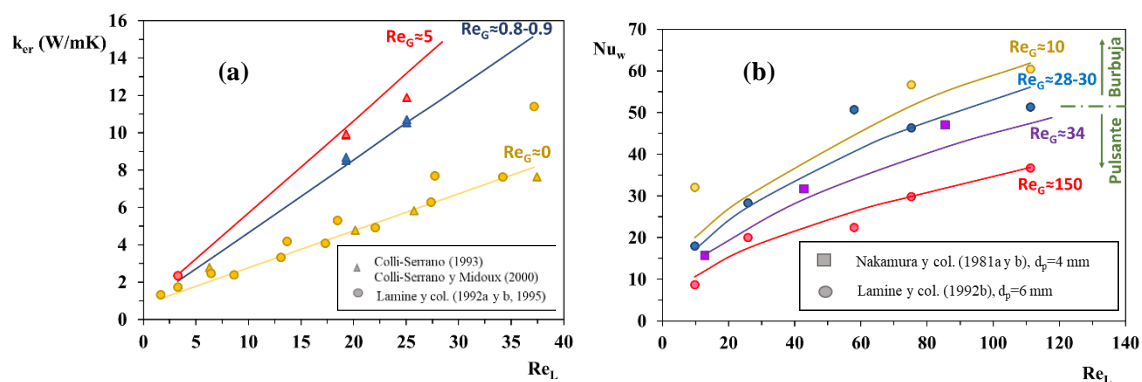 k_er (W/mK)
16
14
12
10
8
6
4
2
0
0
5
10
15
20
25
30
35
40
Re_L
(a)
Re_G≈5
Re_G≈0.8-0.9
Re_G≈0
Colli-Serrano (1993)
Colli-Serrano y Midoux (2000)
Lamine y col. (1992a y b, 1995)
Nu_w
70
60
50
40
30
20
10
0
0
20
40
60
80
100
120
140
Re_L
(b)
Re_G≈10
Re_G≈28-30
Re_G≈34
Re_G≈150
Burbuja
Pulsante
Nakamura y col. (1981a y b), d_p=4 mm
Lamine y col. (1992b), d_p=6 mm